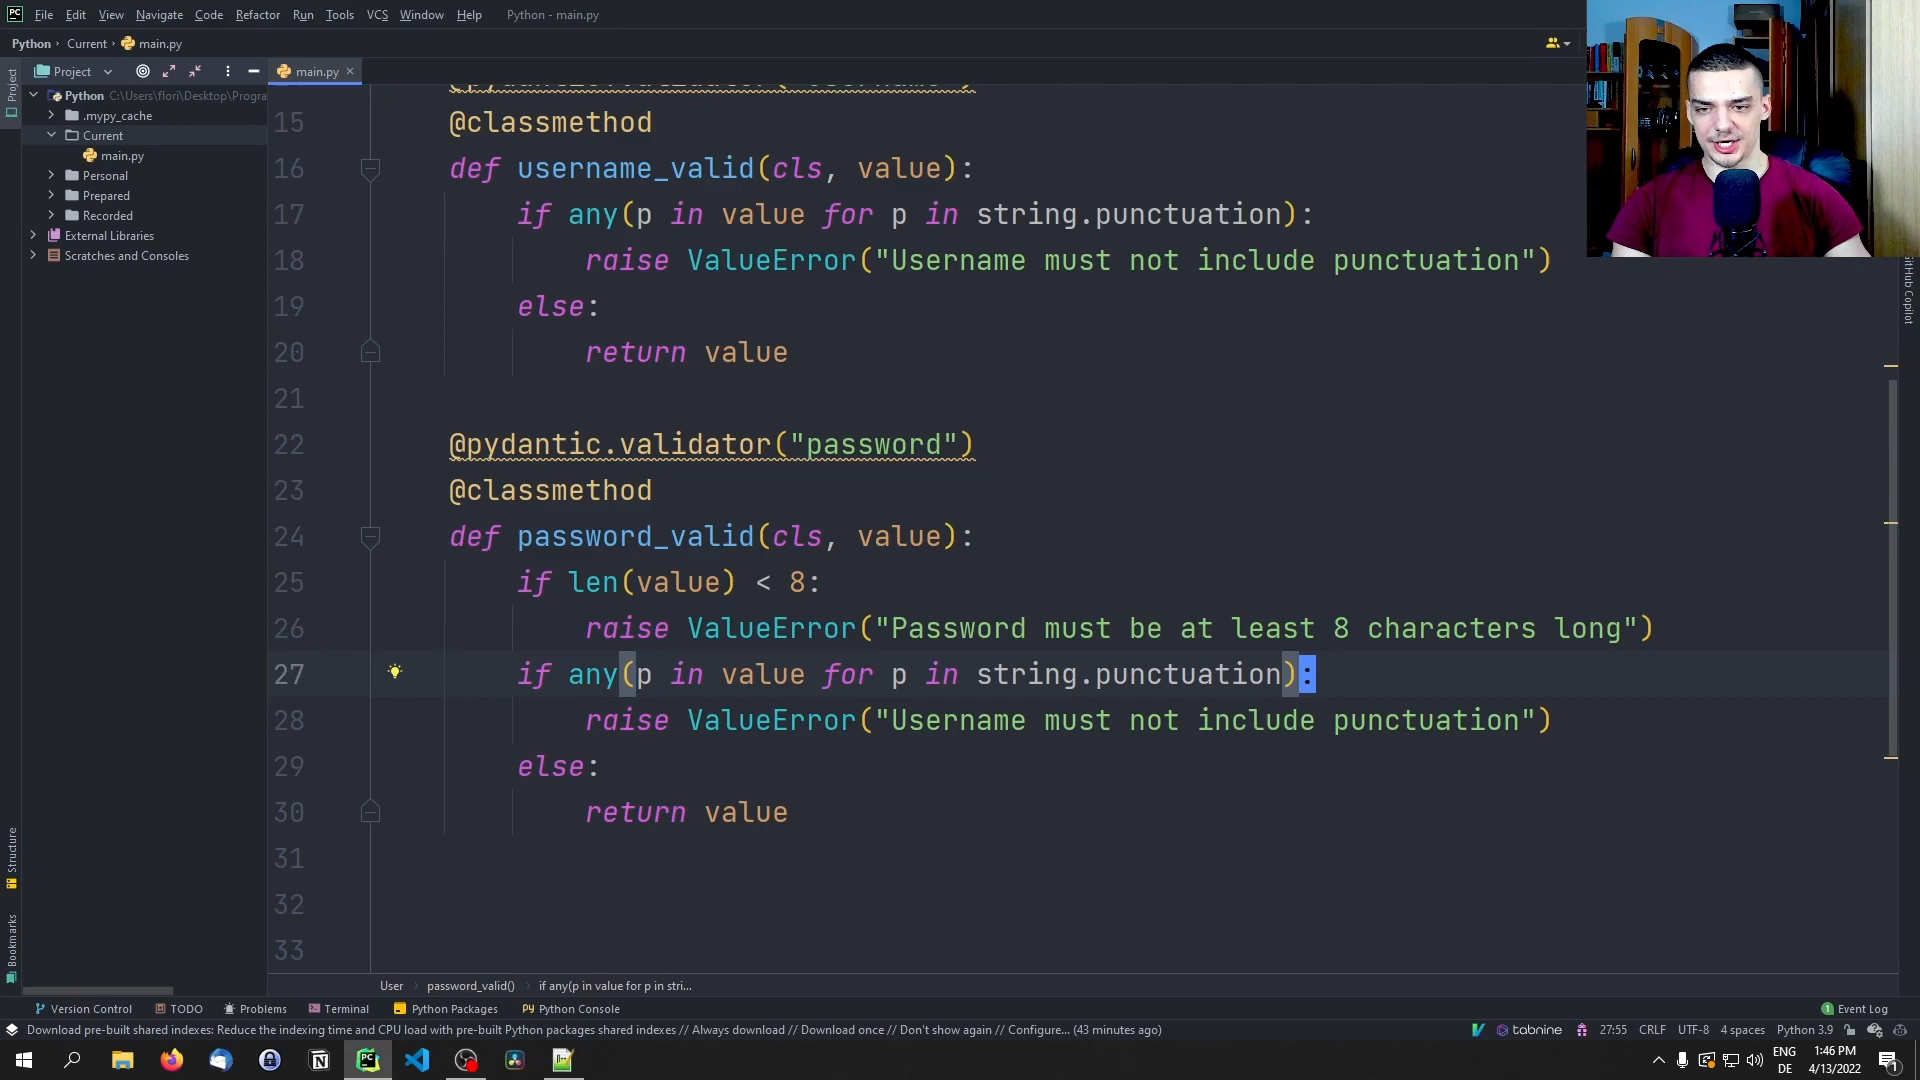 PC File Edit View Navigate Code Refactor Run Tools VCS Window Help Python - main.py
Python › Current › main.py
Project
Project
main.py
Python C:\Users\flori\Desktop\Progra
.mypy_cache
Current
main.py
Personal
Prepared
Recorded
External Libraries
Scratches and Consoles
15 @classmethod
16 def username_valid(cls, value):
17 if any(p in value for p in string.punctuation):
18 raise ValueError("Username must not include punctuation")
19 else:
20 return value
21
22 @pydantic.validator("password")
23 @classmethod
24 def password_valid(cls, value):
25 if len(value) < 8:
26 raise ValueError("Password must be at least 8 characters long")
27 if any(p in value for p in string.punctuation):
28 raise ValueError("Username must not include punctuation")
29 else:
30 return value
31
32
33
GitHub Copilot
Structure
Bookmarks
User › password_valid() › if any(p in value for p in stri...
Version Control TODO Problems Terminal Python Packages Python Console 1 Event Log
Download pre-built shared indexes: Reduce the indexing time and CPU load with pre-built Python packages shared indexes // Always download // Download once // Don't show again // Configure... (43 minutes ago) tabnine 27:55 CRLF UTF-8 4 spaces Python 3.9
ENG 1:46 PM
DE 4/13/2022 1